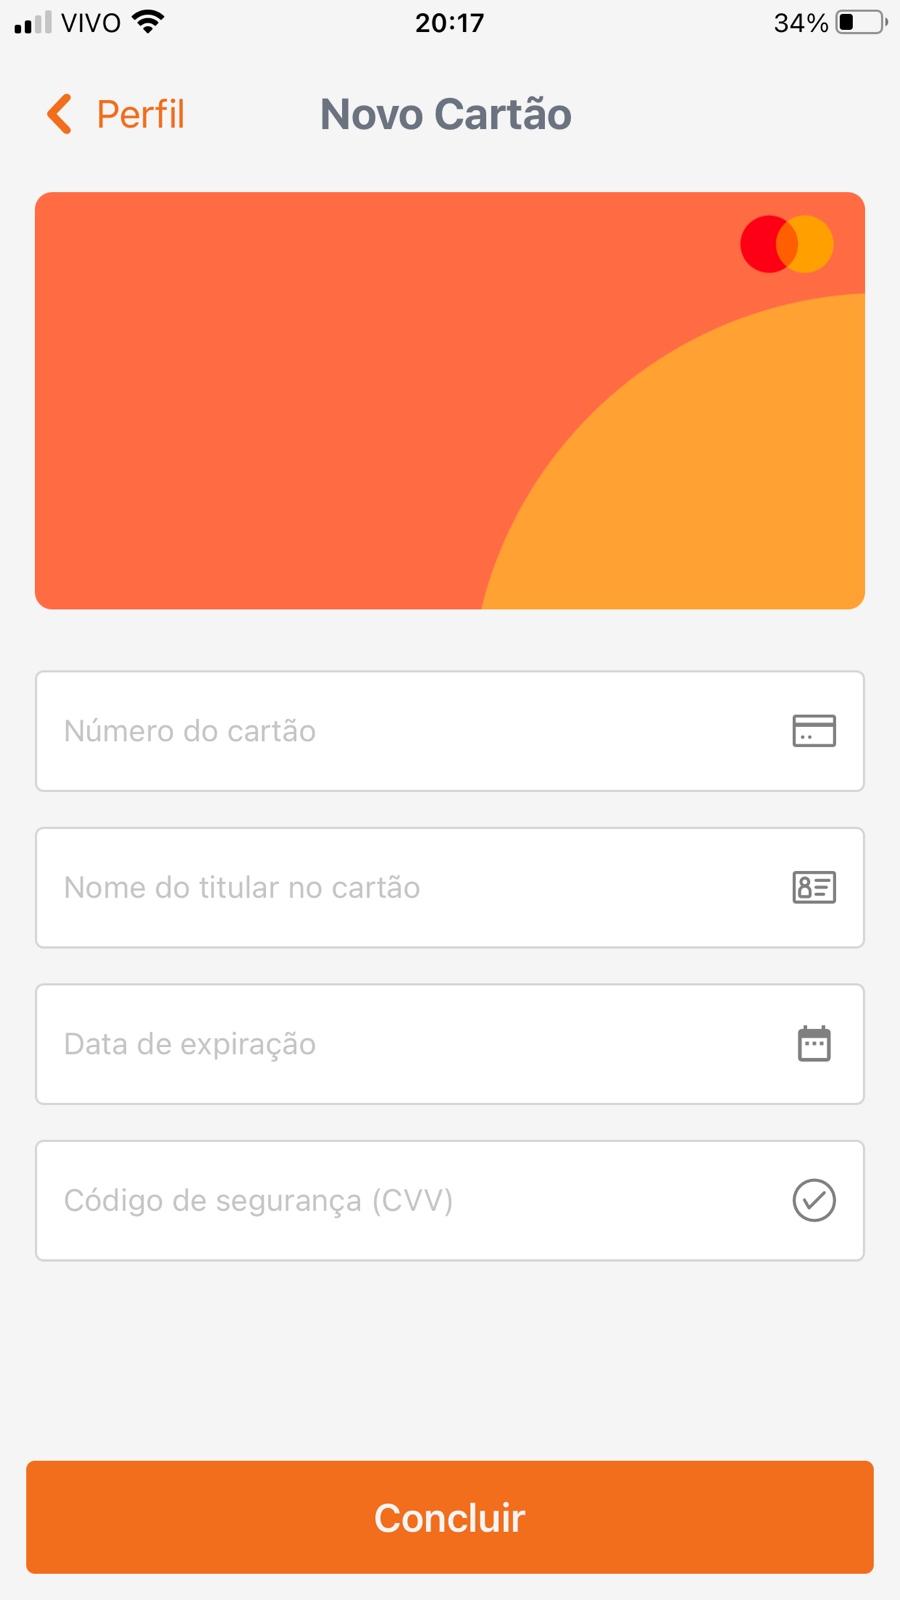 VIVO 20:17 34%
Perfil Novo Cartão
Número do cartão
Nome do titular no cartão
Data de expiração
Código de segurança (CVV)
Concluir